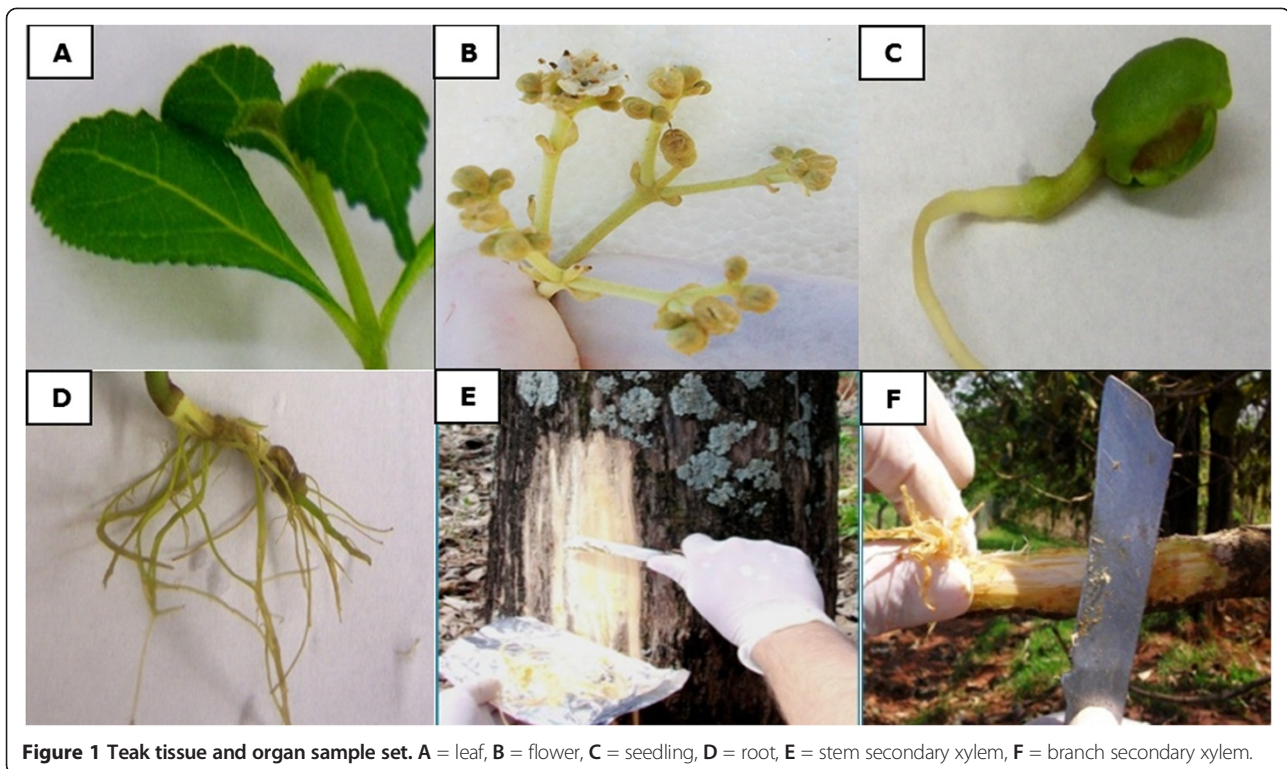 A
B
C
D
E
F
Figure 1 Teak tissue and organ sample set. A = leaf, B = flower, C = seedling, D = root, E = stem secondary xylem, F = branch secondary xylem.